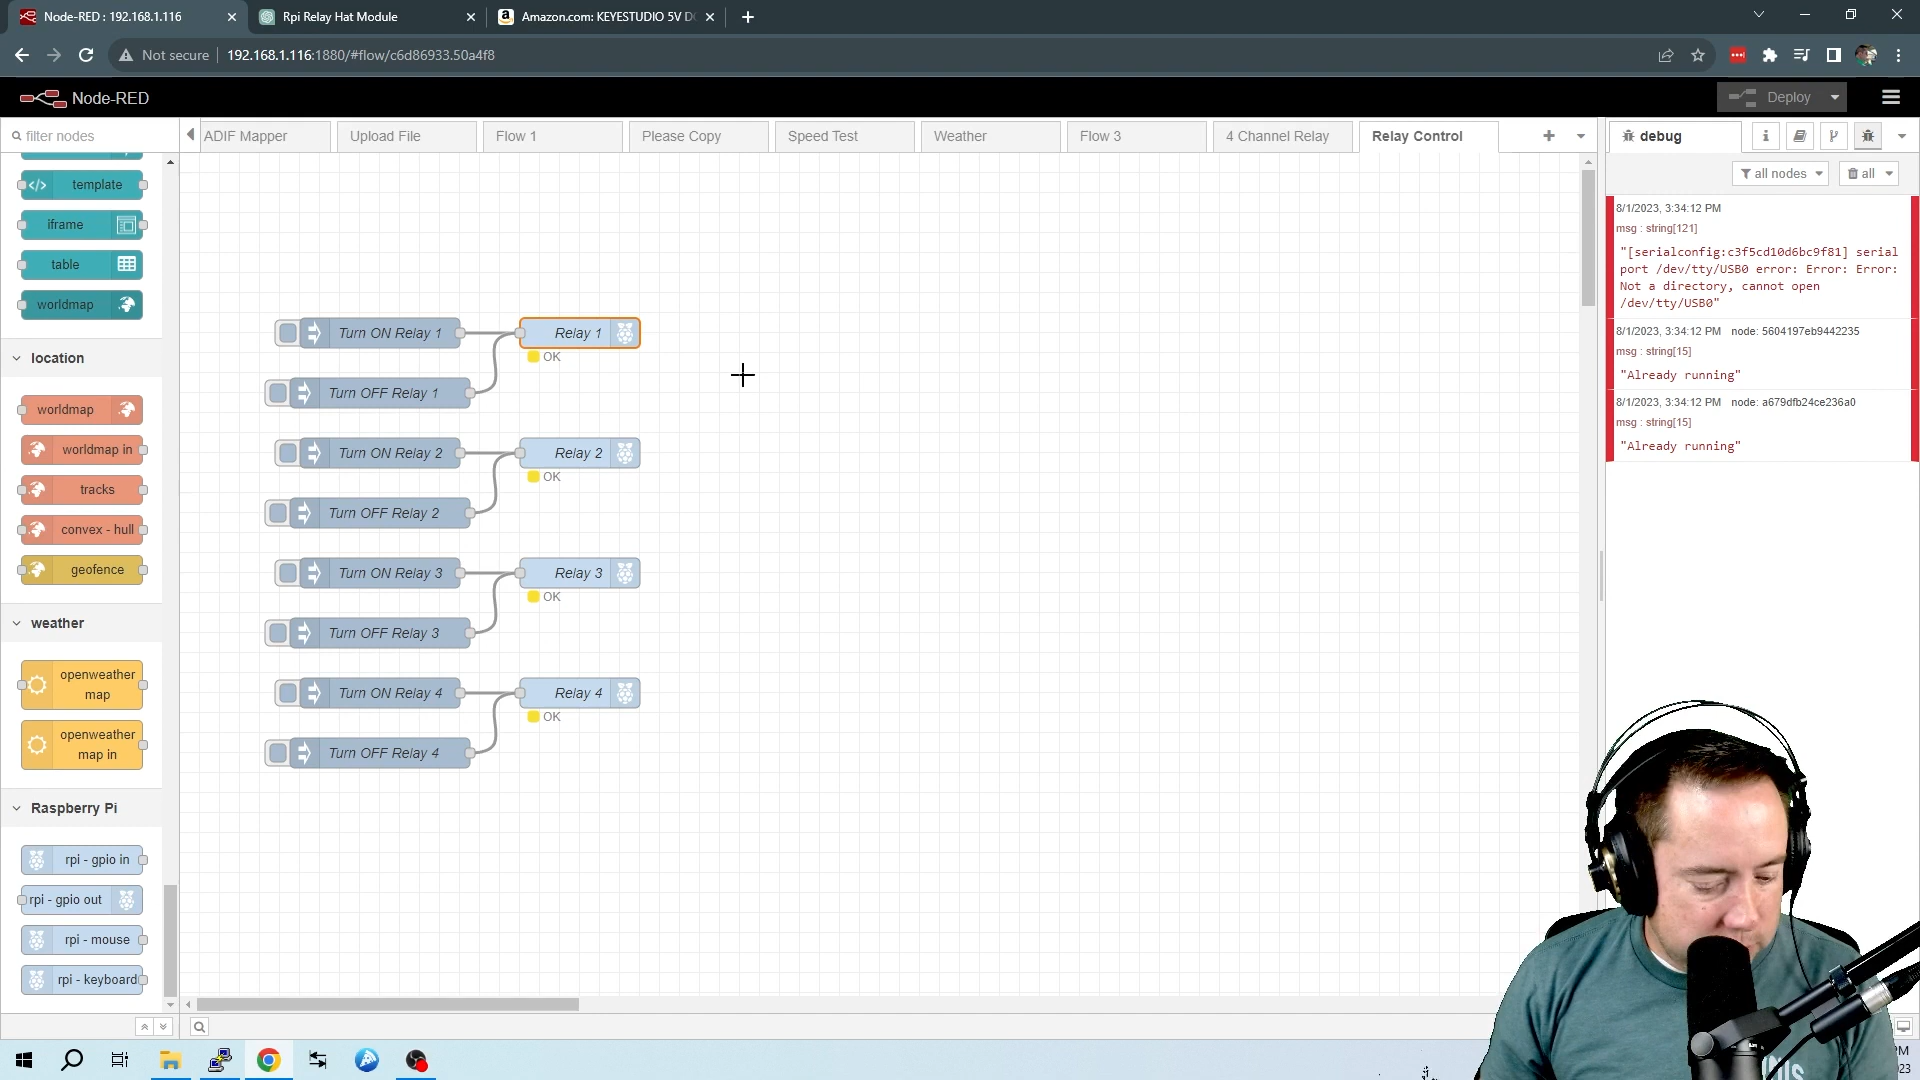 Node-RED : 192.168.1.116
Rpi Relay Hat Module
Amazon.com: KEYESTUDIO 5V DC
Not secure
192.168.1.116:1880/#flow/c6d86933.50a4f8
Node-RED
Deploy
filter nodes
ADIF Mapper
Upload File
Flow 1
Please Copy
Speed Test
Weather
Flow 3
4 Channel Relay
Relay Control
debug
all nodes
all
template
iframe
table
worldmap
location
worldmap
worldmap in
tracks
convex - hull
geofence
weather
openweather
map
openweather
map in
Raspberry Pi
rpi - gpio in
rpi - gpio out
rpi - mouse
rpi - keyboard
Turn ON Relay 1
Relay 1
OK
Turn OFF Relay 1
Turn ON Relay 2
Relay 2
OK
Turn OFF Relay 2
Turn ON Relay 3
Relay 3
OK
Turn OFF Relay 3
Turn ON Relay 4
Relay 4
OK
Turn OFF Relay 4
8/1/2023, 3:34:12 PM
msg : string[121]
"[serialconfig:c3f5cd10d6bc9f81] serial
port /dev/tty/USB0 error: Error: Error:
Not a directory, cannot open
/dev/tty/USB0"
8/1/2023, 3:34:12 PM node: 5604197eb9442235
msg : string[15]
"Already running"
8/1/2023, 3:34:12 PM node: a679dfb24ce236a0
msg : string[15]
"Already running"